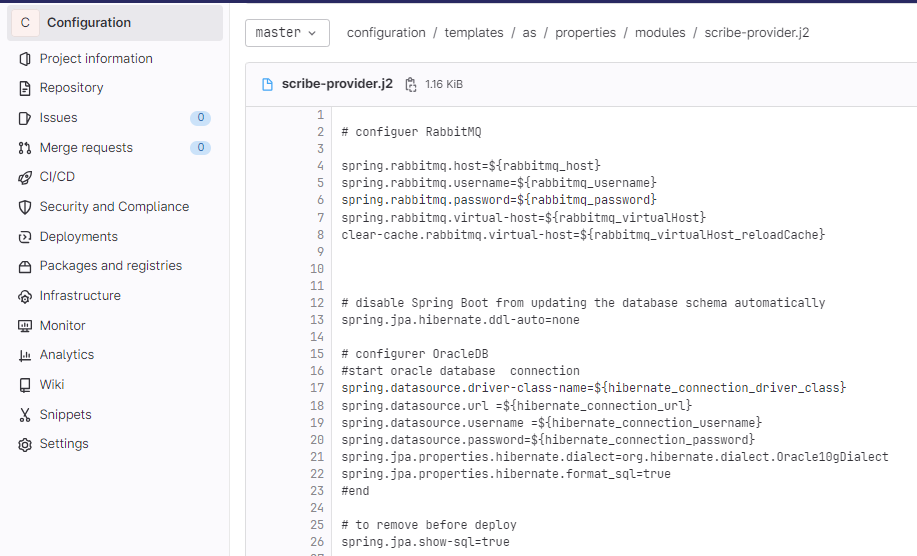 C Configuration
Project information
Repository
Issues 0
Merge requests 0
CI/CD
Security and Compliance
Deployments
Packages and registries
Infrastructure
Monitor
Analytics
Wiki
Snippets
Settings
master configuration / templates / as / properties / modules / scribe-provider.j2
scribe-provider.j2 1.16 KiB
1
2 # configuer RabbitMQ
3
4 spring.rabbitmq.host=${rabbitmq_host}
5 spring.rabbitmq.username=${rabbitmq_username}
6 spring.rabbitmq.password=${rabbitmq_password}
7 spring.rabbitmq.virtual-host=${rabbitmq_virtualHost}
8 clear-cache.rabbitmq.virtual-host=${rabbitmq_virtualHost_reloadCache}
9
10
11
12 # disable Spring Boot from updating the database schema automatically
13 spring.jpa.hibernate.ddl-auto=none
14
15 # configurer OracleDB
16 #start oracle database  connection
17 spring.datasource.driver-class-name=${hibernate_connection_driver_class}
18 spring.datasource.url =${hibernate_connection_url}
19 spring.datasource.username =${hibernate_connection_username}
20 spring.datasource.password=${hibernate_connection_password}
21 spring.jpa.properties.hibernate.dialect=org.hibernate.dialect.Oracle10gDialect
22 spring.jpa.properties.hibernate.format_sql=true
23 #end
24
25 # to remove before deploy
26 spring.jpa.show-sql=true